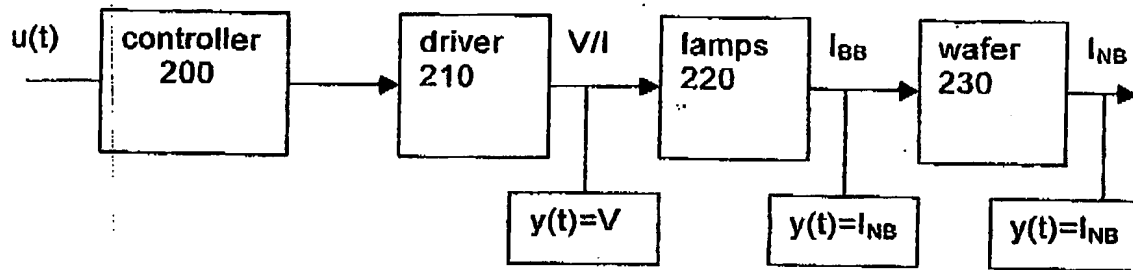 u(t)
controller
200
driver
210
V/I
lamps
220
I_BB
wafer
230
I_NB
y(t)=V
y(t)=I_NB
y(t)=I_NB